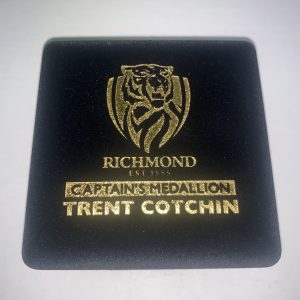 RICHMOND
EST 1885
CAPTAIN'S MEDALLION
TRENT COTCHIN